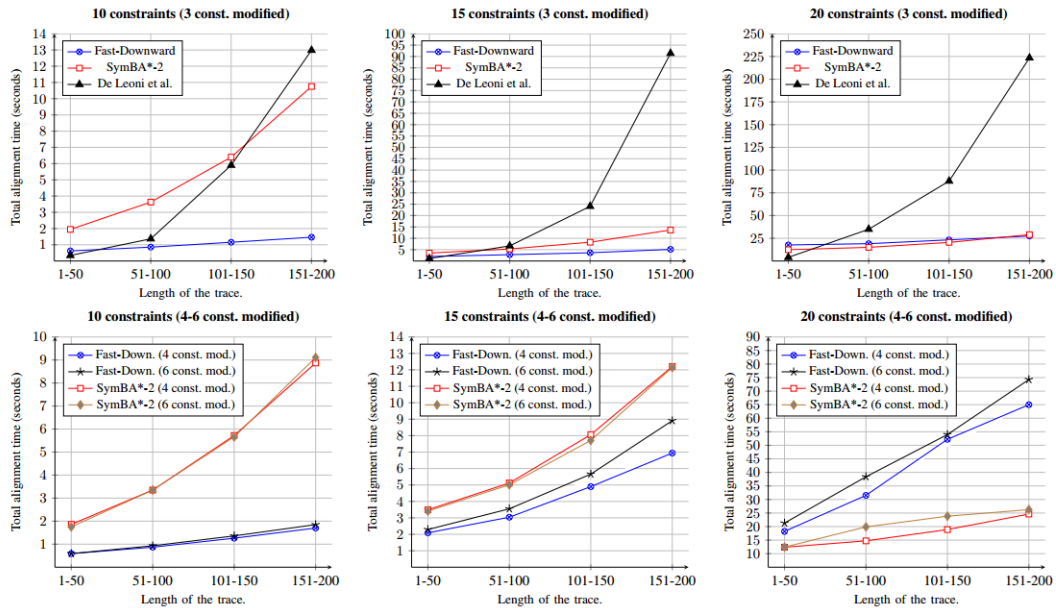 10 constraints (3 const. modified)
14
13
12
11
10
9
8
7
6
5
4
3
2
1
Total alignment time (seconds)
Fast-Downward
SymBA*-2
De Leoni et al.
1-50
51-100
101-150
151-200
Length of the trace.
15 constraints (3 const. modified)
100
95
90
85
80
75
70
65
60
55
50
45
40
35
30
25
20
15
10
5
Total alignment time (seconds)
Fast-Downward
SymBA*-2
De Leoni et al.
1-50
51-100
101-150
151-200
Length of the trace.
20 constraints (3 const. modified)
250
225
200
175
150
125
100
75
50
25
Total alignment time (seconds)
Fast-Downward
SymBA*-2
De Leoni et al.
1-50
51-100
101-150
151-200
Length of the trace.
10 constraints (4-6 const. modified)
10
9
8
7
6
5
4
3
2
1
Total alignment time (seconds)
Fast-Down. (4 const. mod.)
Fast-Down. (6 const. mod.)
SymBA*-2 (4 const. mod.)
SymBA*-2 (6 const. mod.)
1-50
51-100
101-150
151-200
Length of the trace.
15 constraints (4-6 const. modified)
14
13
12
11
10
9
8
7
6
5
4
3
2
1
Total alignment time (seconds)
Fast-Down. (4 const. mod.)
Fast-Down. (6 const. mod.)
SymBA*-2 (4 const. mod.)
SymBA*-2 (6 const. mod.)
1-50
51-100
101-150
151-200
Length of the trace.
20 constraints (4-6 const. modified)
90
85
80
75
70
65
60
55
50
45
40
35
30
25
20
15
10
Total alignment time (seconds)
Fast-Down. (4 const. mod.)
Fast-Down. (6 const. mod.)
SymBA*-2 (4 const. mod.)
SymBA*-2 (6 const. mod.)
1-50
51-100
101-150
151-200
Length of the trace.